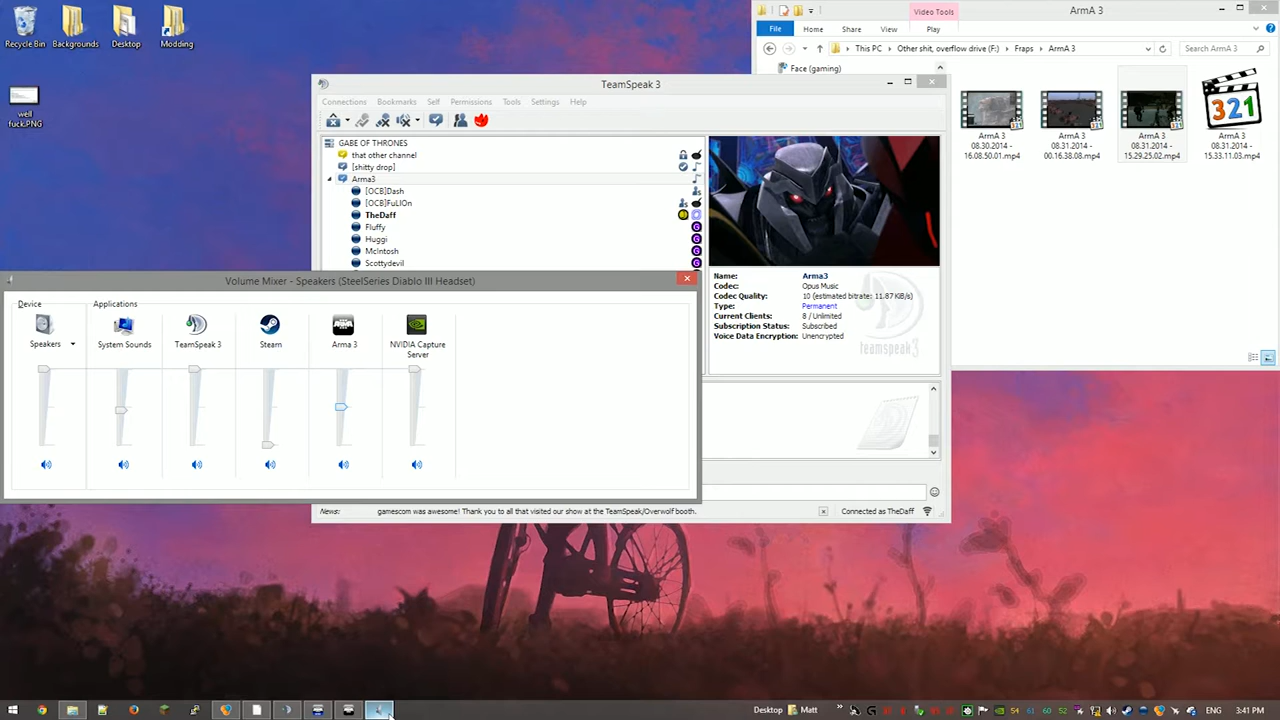 Recycle Bin
Backgrounds
Desktop
Modding
well
fuck.PNG
Video Tools
ArmA 3
File
Home
Share
View
Play
This PC
Other shit, overflow drive (F:)
Fraps
ArmA 3
Search ArmA 3
Face (gaming)
321
ArmA 3
08.30.2014 -
16.08.50.01.mp4
ArmA 3
08.31.2014 -
00.16.38.08.mp4
ArmA 3
08.31.2014 -
15.29.25.02.mp4
ArmA 3
08.31.2014 -
15.33.11.03.mp4
TeamSpeak 3
Connections
Bookmarks
Self
Permissions
Tools
Settings
Help
GABE OF THRONES
that other channel
[shitty drop]
Arma3
[OCB]Dash
[OCB]FuLIOn
TheDaff
Fluffy
Huggi
McIntosh
Scottydevil
Name: Arma3
Codec: Opus Music
Codec Quality: 10 (estimated bitrate: 11.87 KiB/s)
Type: Permanent
Current Clients: 8 / Unlimited
Subscription Status: Subscribed
Voice Data Encryption: Unencrypted
teamspeak
Volume Mixer - Speakers (SteelSeries Diablo III Headset)
Device
Applications
Speakers
System Sounds
TeamSpeak 3
Steam
Arma 3
NVIDIA Capture
Server
News:
gamescom was awesome! Thank you to all that visited our show at the TeamSpeak/Overwolf booth.
Connected as TheDaff
Desktop
Matt
54
61
60
52
ENG
3:41 PM